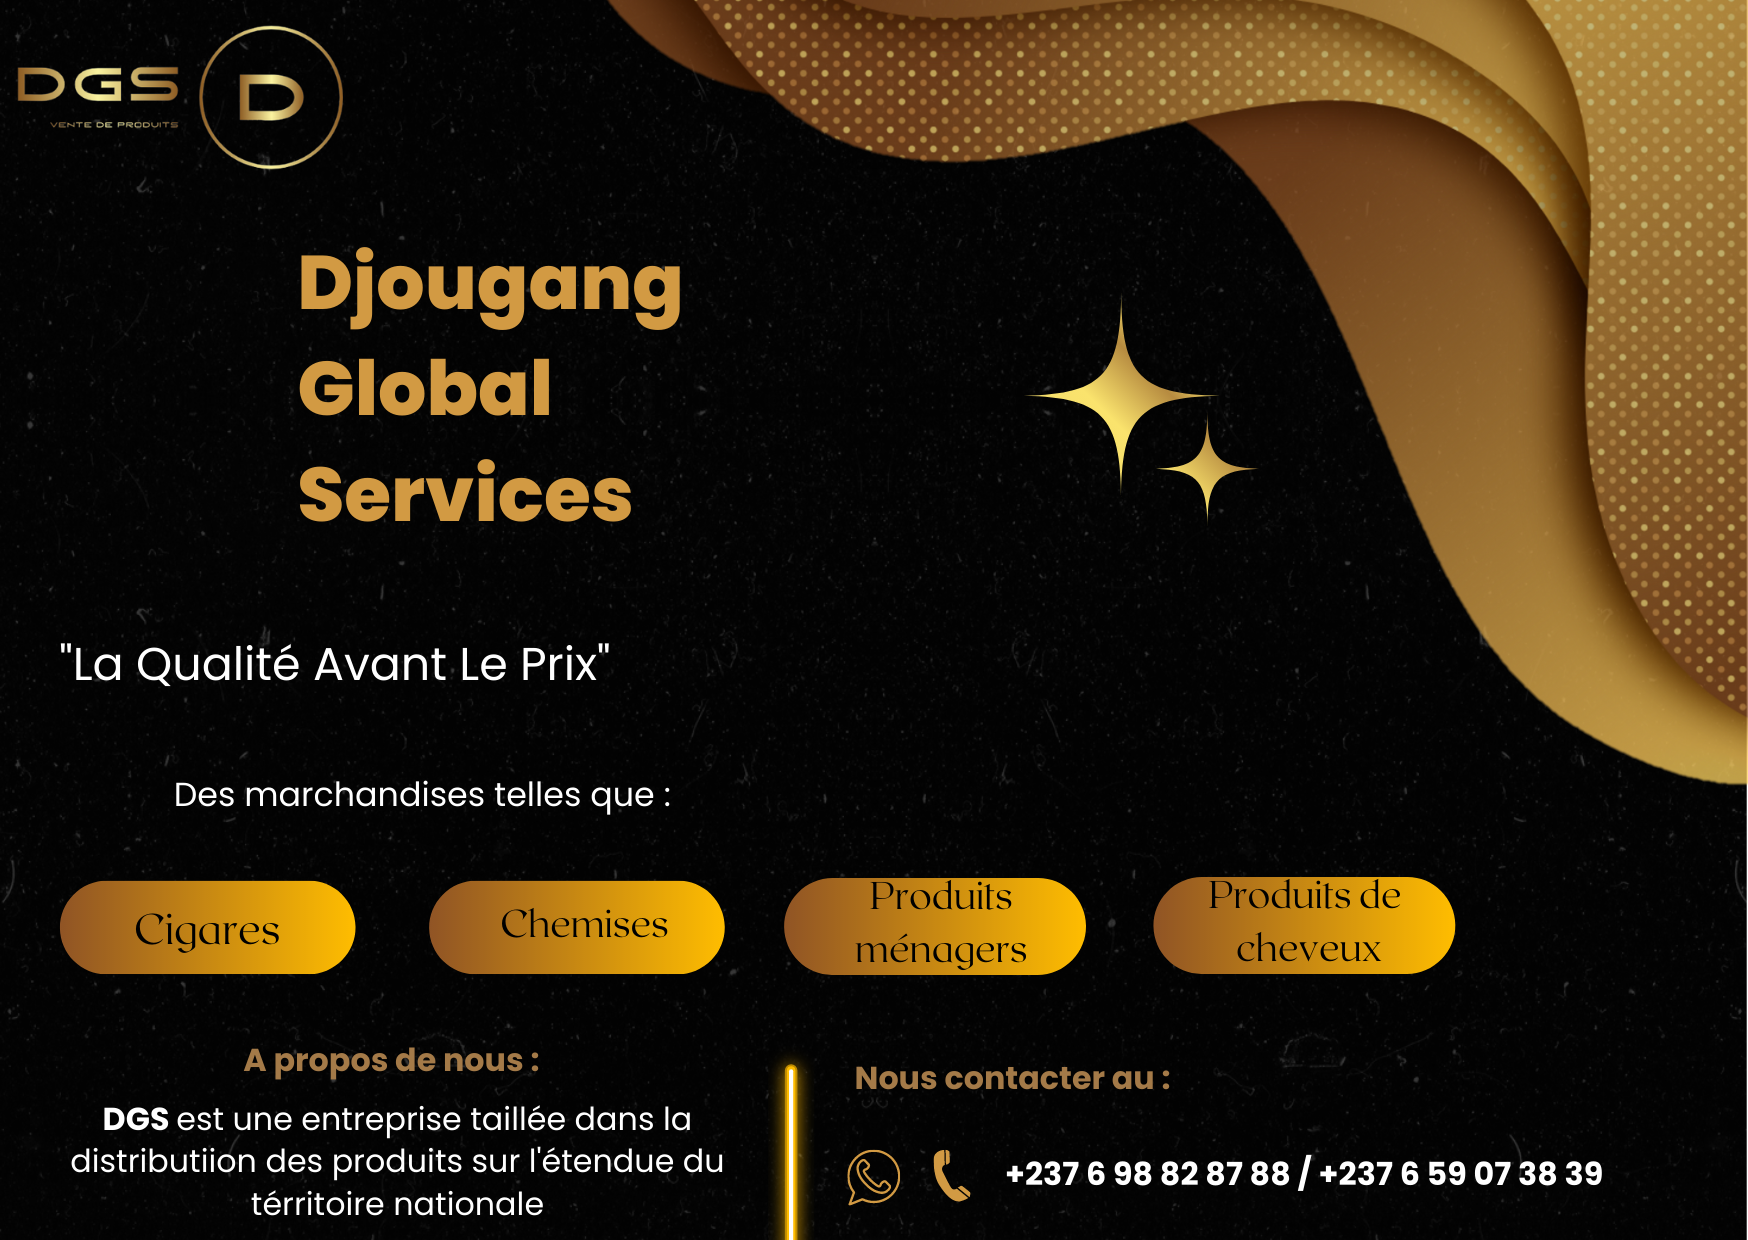 DGS
VENTE DE PRODUITS
D
Djougang
Global
Services
"La Qualité Avant Le Prix"
Des marchandises telles que :
Cigares
Chemises
Produits
ménagers
Produits de
cheveux
A propos de nous :
DGS est une entreprise taillée dans la
distributiion des produits sur l'étendue du
térritoire nationale
Nous contacter au :
+237 6 98 82 87 88 / +237 6 59 07 38 39